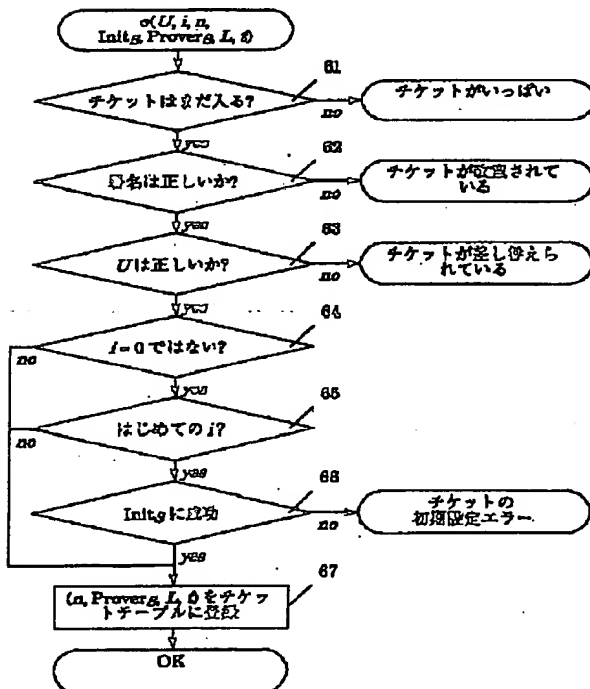 σ(U, i, n,
Init_g, Prover_g, L, s)
61
チケットはまだ入る?
no
チケットがいっぱい
yes
62
署名は正しいか?
no
チケットが改竄されて
いる
yes
63
Uは正しいか?
no
チケットが差し替えら
れている
yes
64
i=0ではない?
no
yes
65
はじめてのi?
no
yes
66
Init_gに成功
no
チケットの
初期設定エラー
yes
67
(n, Prover_g, L, s)をチケッ
トテーブルに登録
OK